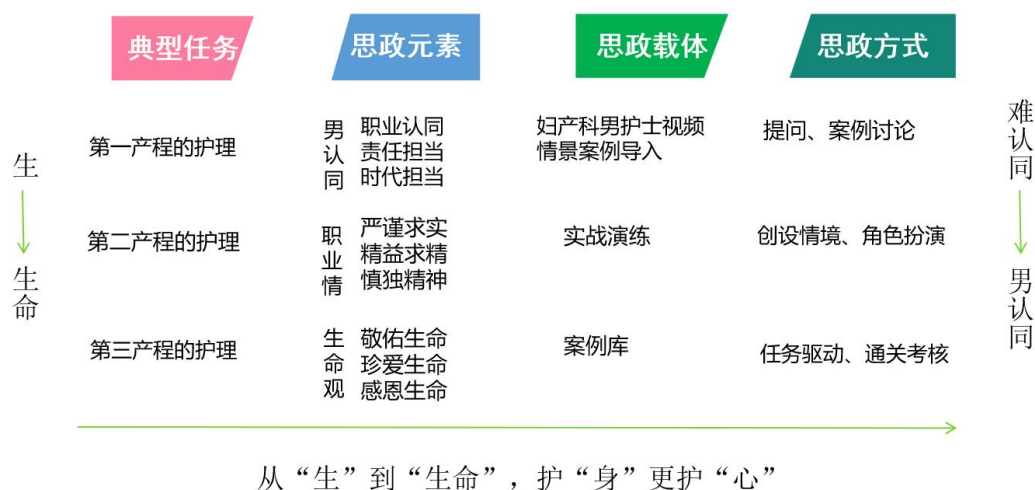 典型任务
思政元素
思政载体
思政方式
生
生命
第一产程的护理
男认同
职业认同
责任担当
时代担当
妇产科男护士视频
情景案例导入
提问、案例讨论
第二产程的护理
职业情
严谨求实
精益求精
慎独精神
实战演练
创设情境、角色扮演
第三产程的护理
生命观
敬佑生命
珍爱生命
感恩生命
案例库
任务驱动、通关考核
难认同
男认同
从“生”到“生命”，护“身”更护“心”